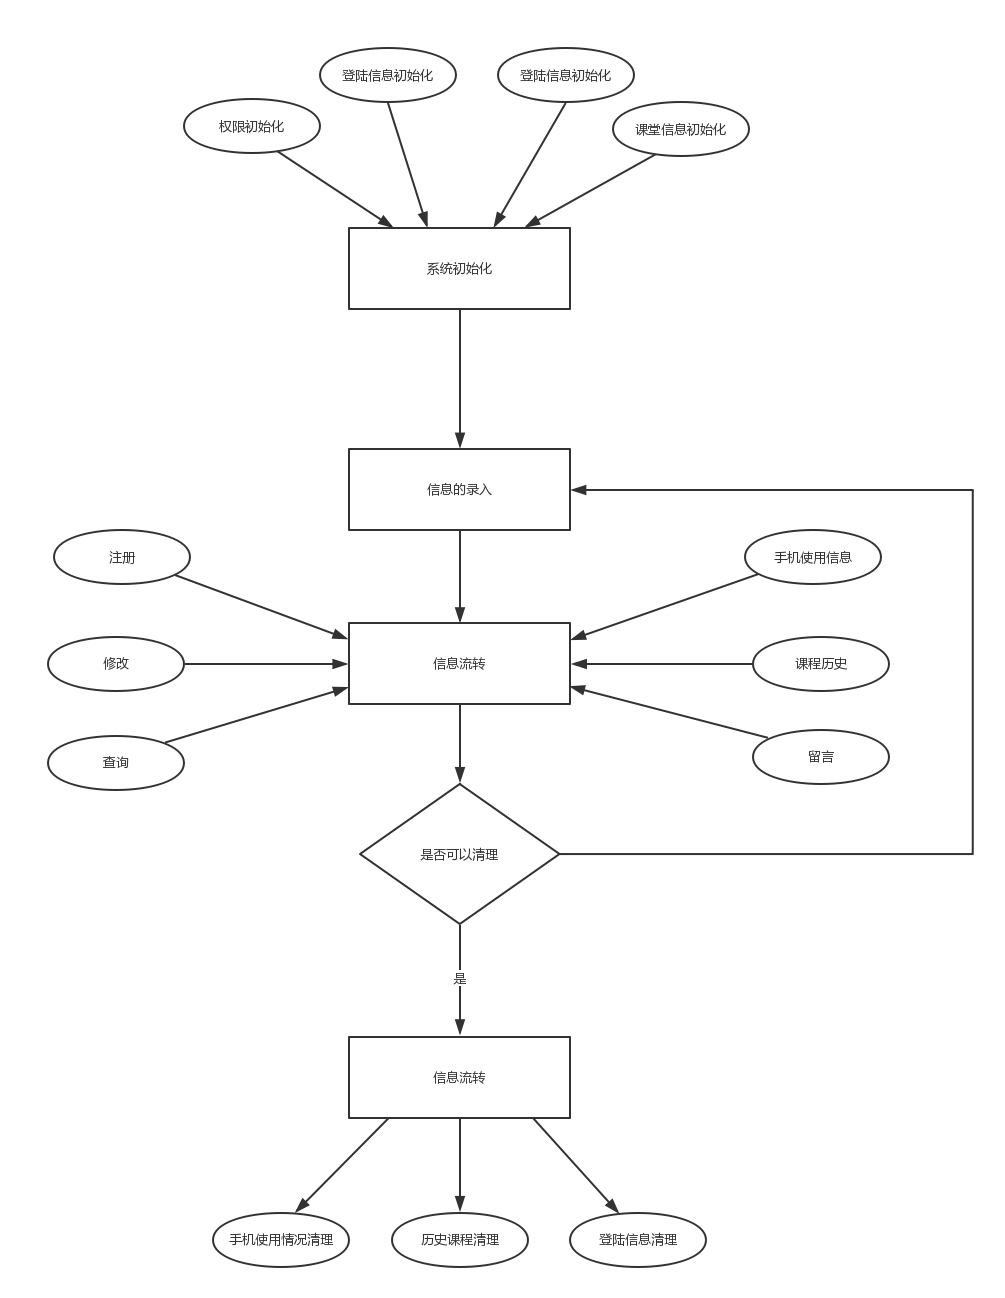 登陆信息初始化
登陆信息初始化
权限初始化
课堂信息初始化
系统初始化
信息的录入
注册
手机使用信息
修改
信息流转
课程历史
查询
留言
是否可以清理
是
信息流转
手机使用情况清理
历史课程清理
登陆信息清理